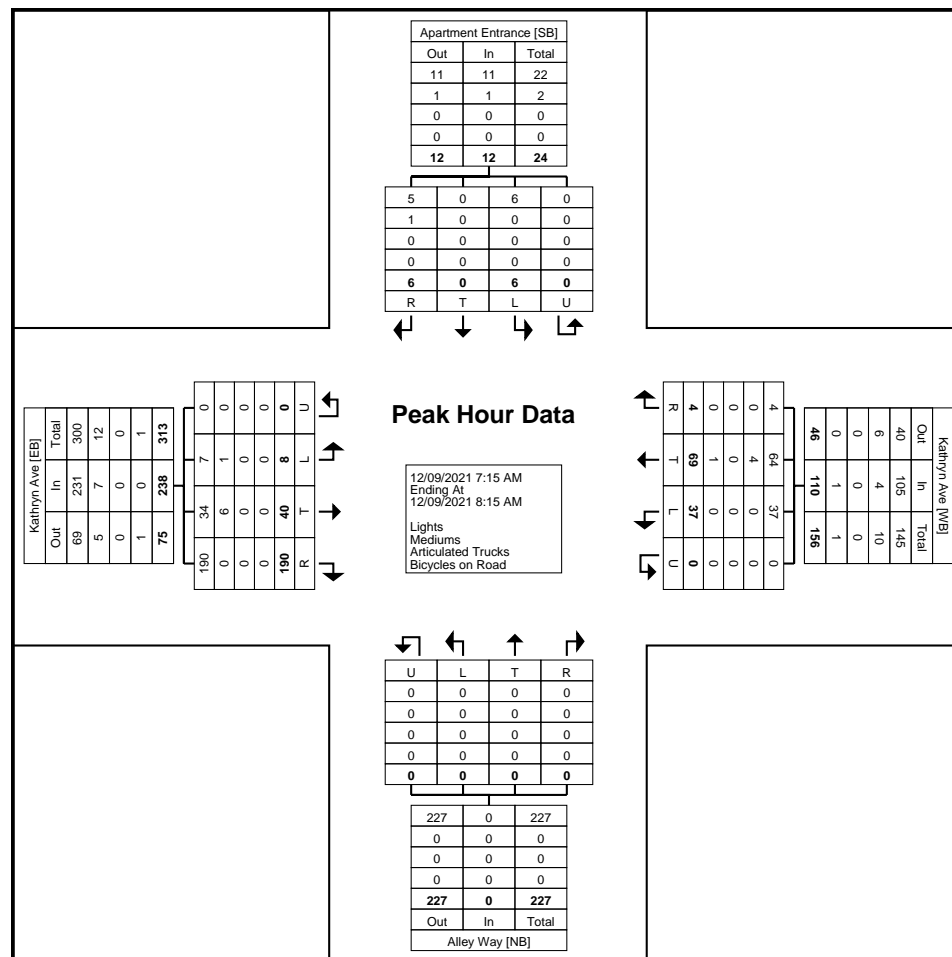 Apartment Entrance [SB]
Out In Total
11 11 22
1 1 2
0 0 0
0 0 0
12 12 24
5 0 6 0
1 0 0 0
0 0 0 0
0 0 0 0
6 0 6 0
R T L U
Kathryn Ave [EB]
Total In Out
300 231 69
12 7 5
0 0 0
1 0 1
313 238 75
0 7 34 190
0 1 6 0
0 0 0 0
0 0 0 0
0 8 40 190
U L T R
Peak Hour Data
12/09/2021 7:15 AM
Ending At
12/09/2021 8:15 AM
Lights
Mediums
Articulated Trucks
Bicycles on Road
R T L U
4 69 37 0
0 1 0 0
0 0 0 0
0 4 0 0
4 64 37 0
Kathryn Ave [WB]
Out In Total
40 105 145
6 4 10
0 0 0
0 1 1
46 110 156
U L T R
0 0 0 0
0 0 0 0
0 0 0 0
0 0 0 0
0 0 0 0
227 0 227
0 0 0
0 0 0
0 0 0
227 0 227
Out In Total
Alley Way [NB]